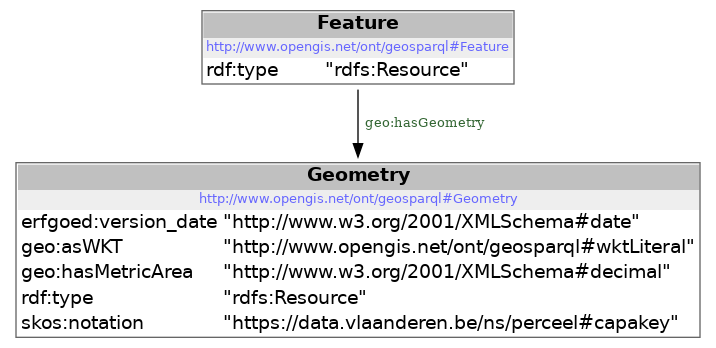 Feature
http://www.opengis.net/ont/geosparql#Feature
rdf:type "rdfs:Resource"
geo:hasGeometry
Geometry
http://www.opengis.net/ont/geosparql#Geometry
erfgoed:version_date "http://www.w3.org/2001/XMLSchema#date"
geo:asWKT "http://www.opengis.net/ont/geosparql#wktLiteral"
geo:hasMetricArea "http://www.w3.org/2001/XMLSchema#decimal"
rdf:type "rdfs:Resource"
skos:notation "https://data.vlaanderen.be/ns/perceel#capakey"